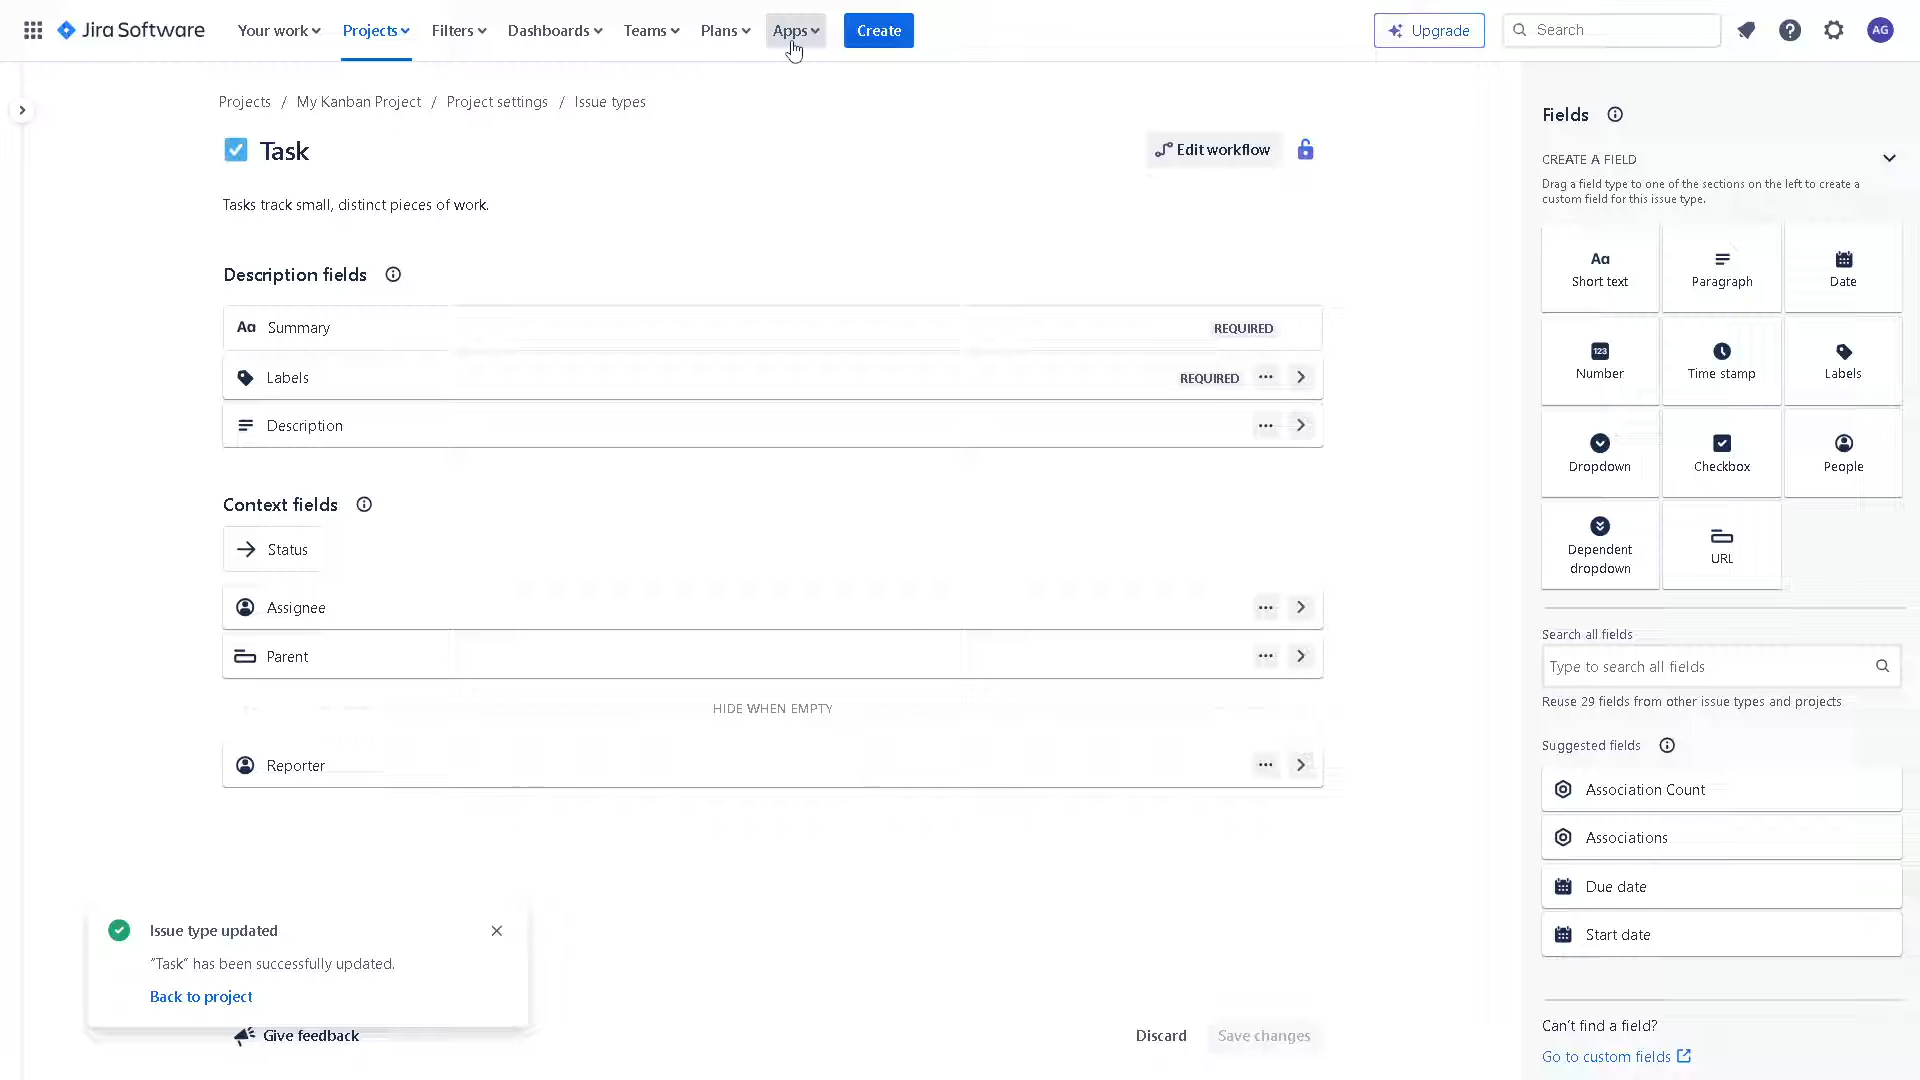 Jira Software
Your work
Projects
Filters
Dashboards
Teams
Plans
Apps
Create
Upgrade
Search
AG
Projects / My Kanban Project / Project settings / Issue types
Task
Edit workflow
Tasks track small, distinct pieces of work.
Description fields
Aa Summary
REQUIRED
Labels
REQUIRED
Description
Context fields
Status
Assignee
Parent
HIDE WHEN EMPTY
Reporter
Issue type updated
"Task" has been successfully updated.
Back to project
Give feedback
Discard
Save changes
Fields
CREATE A FIELD
Drag a field type to one of the sections on the left to create a
custom field for this issue type.
Aa
Short text
Paragraph
Date
123
Number
Time stamp
Labels
Dropdown
Checkbox
People
Dependent
dropdown
URL
Search all fields
Type to search all fields
Reuse 29 fields from other issue types and projects
Suggested fields
Association Count
Associations
Due date
Start date
Can't find a field?
Go to custom fields